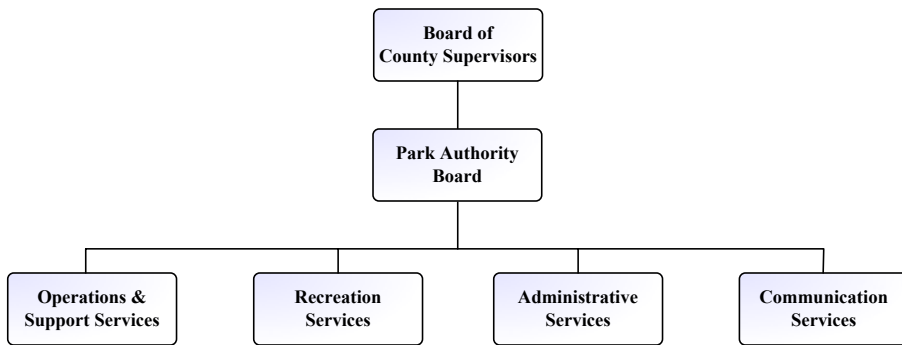 Board of
County Supervisors
Park Authority
Board
Operations &
Support Services
Recreation
Services
Administrative
Services
Communication
Services